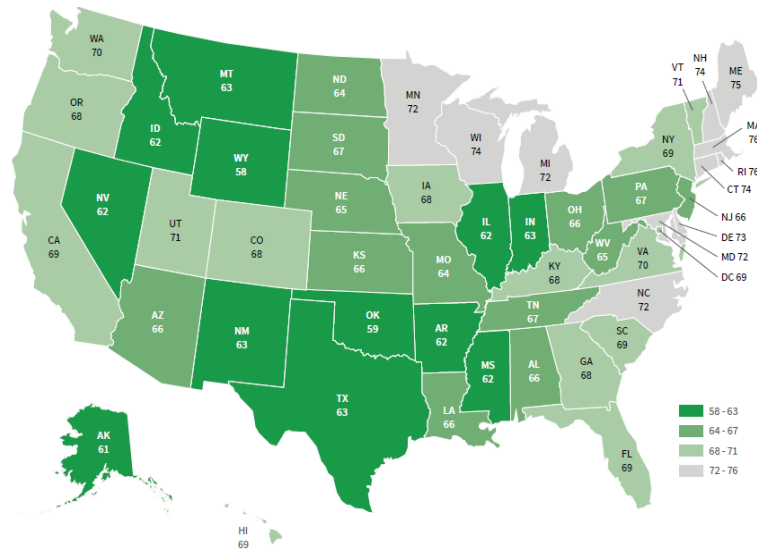 WA
70
OR
68
CA
69
NV
62
ID
62
MT
63
WY
58
UT
71
AZ
66
CO
68
NM
63
ND
64
SD
67
NE
65
KS
66
OK
59
TX
63
MN
72
IA
68
MO
64
AR
62
LA
66
WI
74
IL
62
MI
72
IN
63
OH
66
KY
68
TN
67
MS
62
AL
66
GA
68
FL
69
SC
69
NC
72
VA
70
WV
65
PA
67
NY
69
VT
71
NH
74
ME
75
MA
76
RI 76
CT 74
NJ 66
DE 73
MD 72
DC 69
AK
61
HI
69
58 - 63
64 - 67
68 - 71
72 - 76